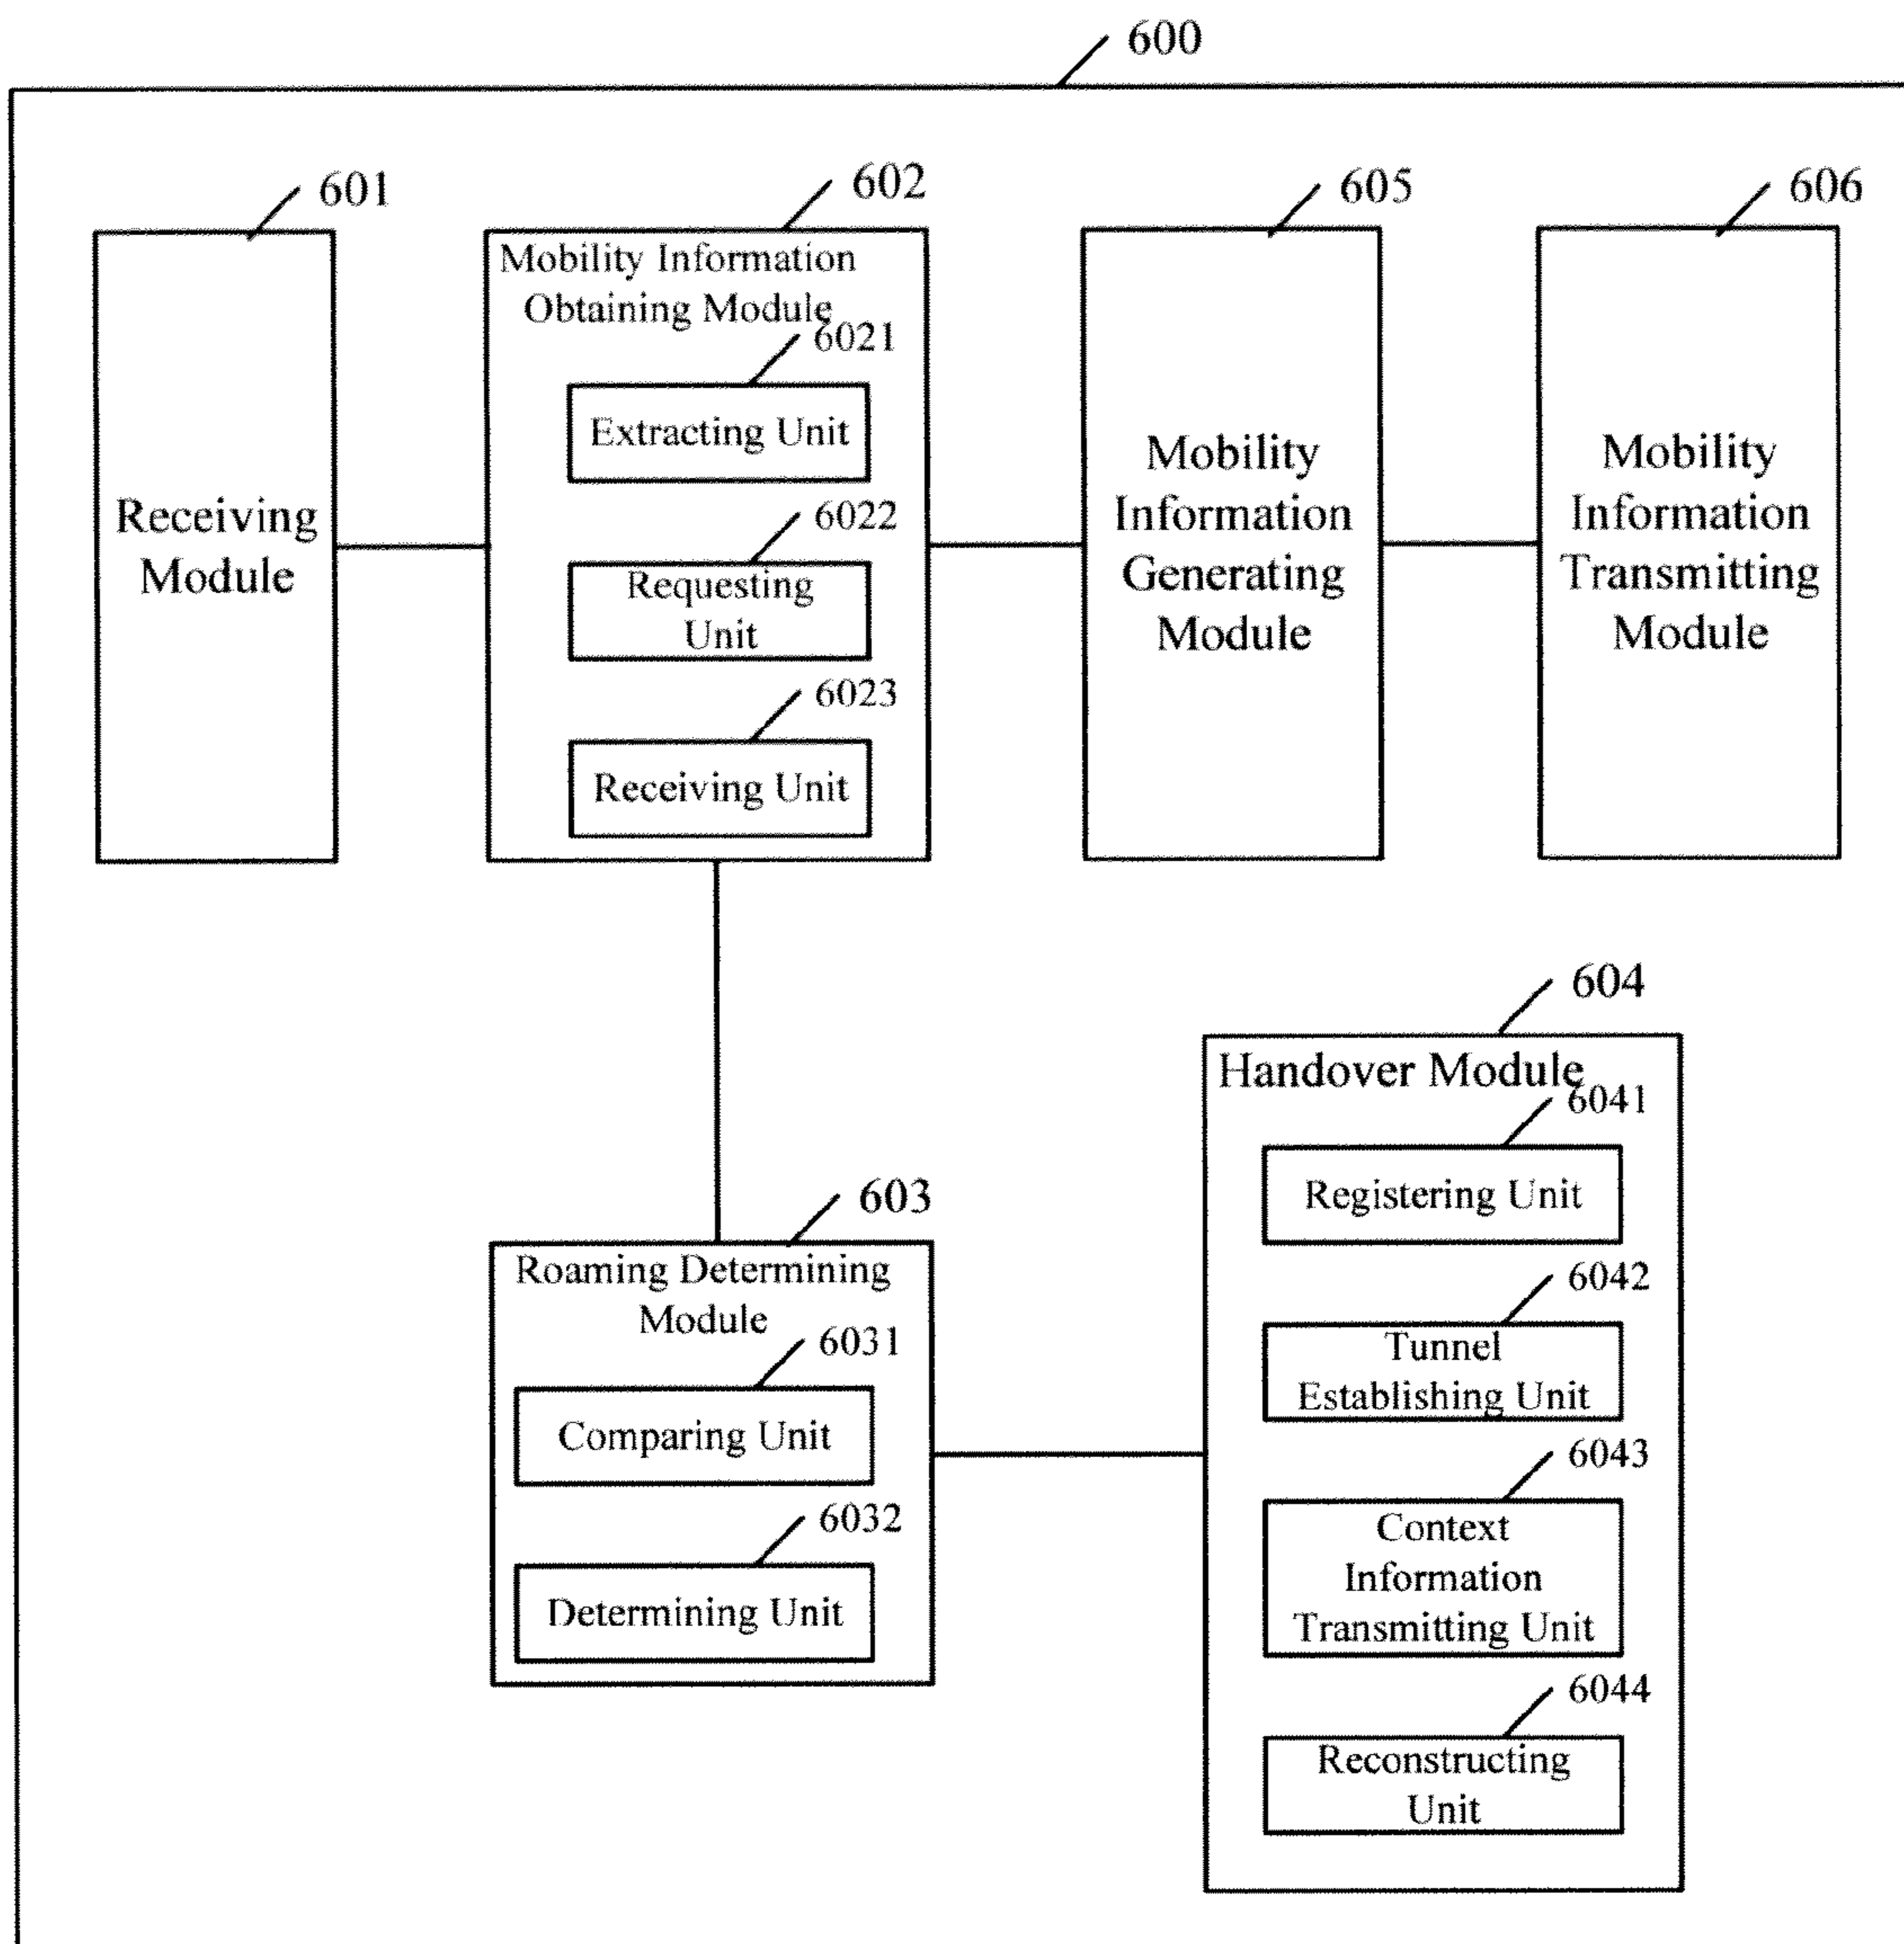 600
601
Receiving
Module
602
Mobility Information
Obtaining Module
6021
Extracting Unit
6022
Requesting
Unit
6023
Receiving Unit
605
Mobility
Information
Generating
Module
606
Mobility
Information
Transmitting
Module
603
Roaming Determining
Module
6031
Comparing Unit
6032
Determining Unit
604
Handover Module
6041
Registering Unit
6042
Tunnel
Establishing Unit
6043
Context
Information
Transmitting Unit
6044
Reconstructing
Unit